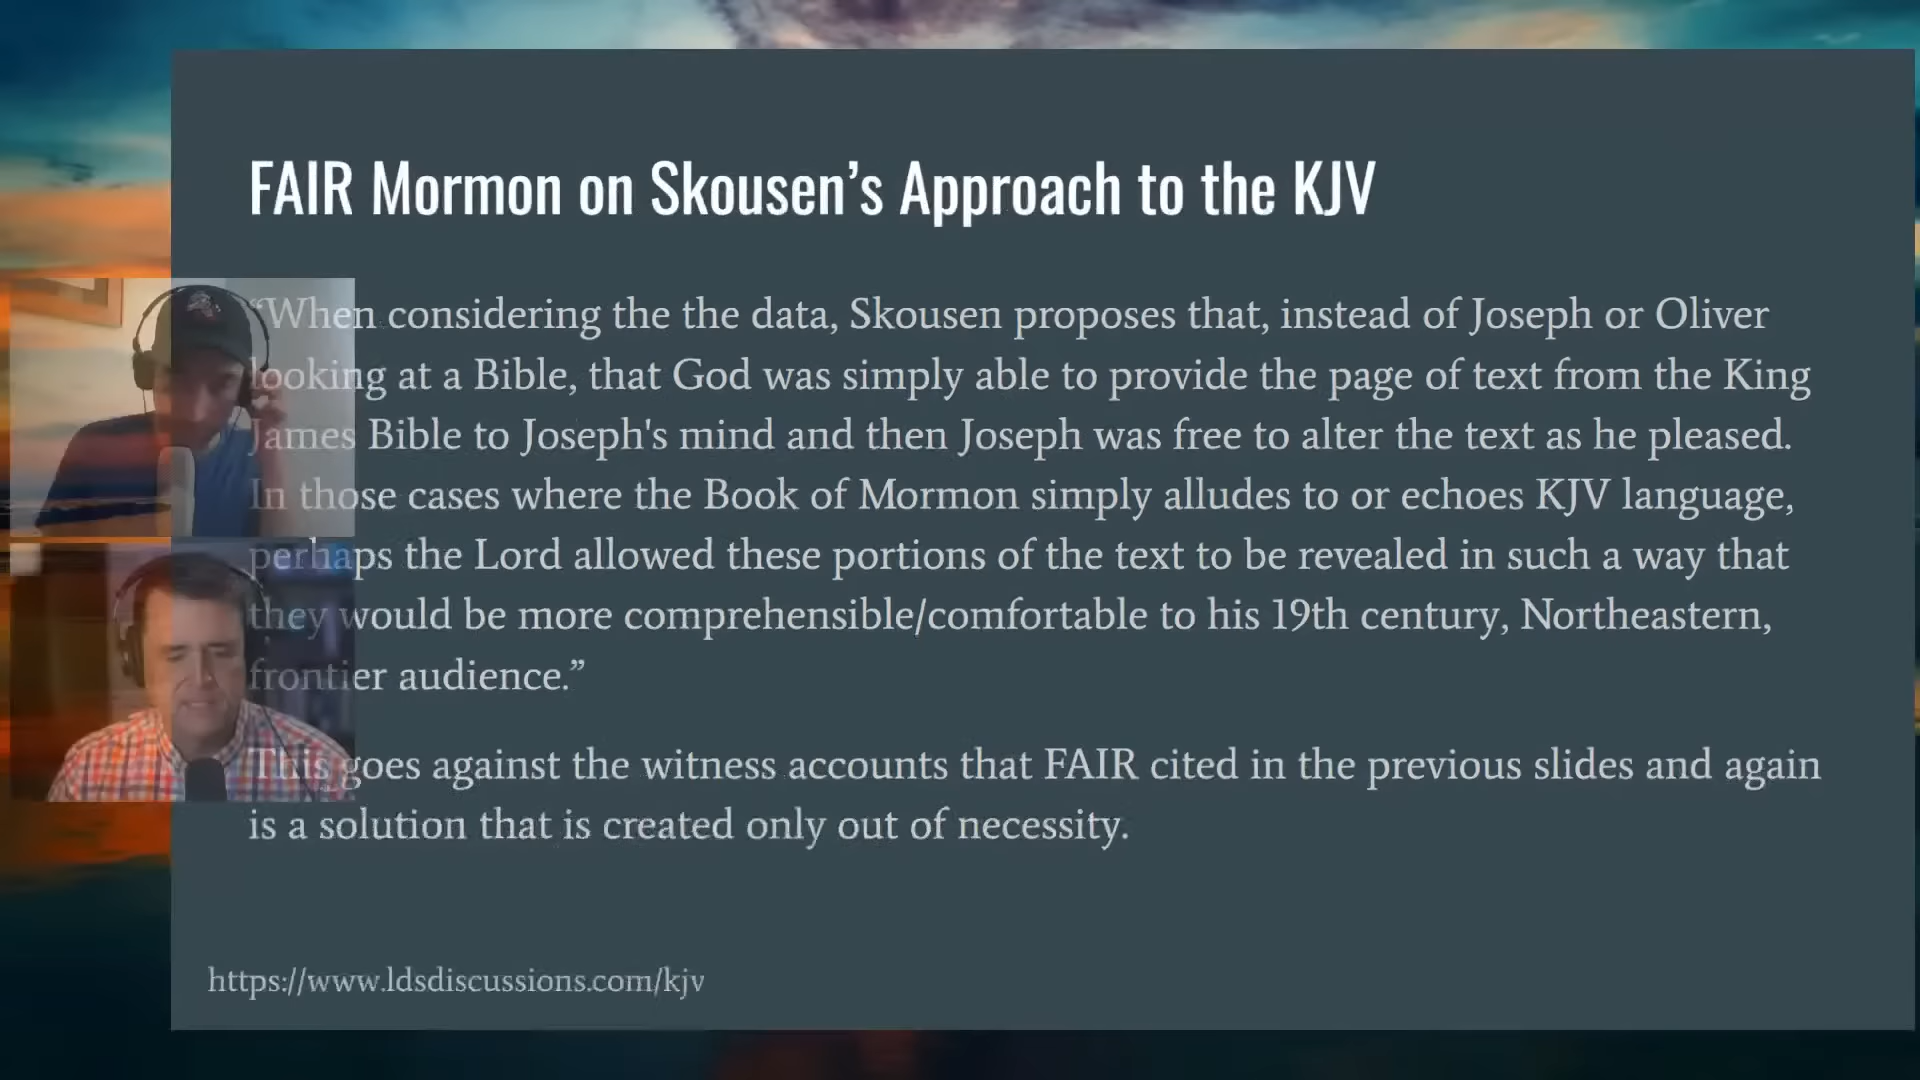 FAIR Mormon on Skousen’s Approach to the KJV
“When considering the the data, Skousen proposes that, instead of Joseph or Oliver
looking at a Bible, that God was simply able to provide the page of text from the King
James Bible to Joseph's mind and then Joseph was free to alter the text as he pleased.
In those cases where the Book of Mormon simply alludes to or echoes KJV language,
perhaps the Lord allowed these portions of the text to be revealed in such a way that
they would be more comprehensible/comfortable to his 19th century, Northeastern,
frontier audience.”
This goes against the witness accounts that FAIR cited in the previous slides and again
is a solution that is created only out of necessity.
https://www.ldsdiscussions.com/kjv